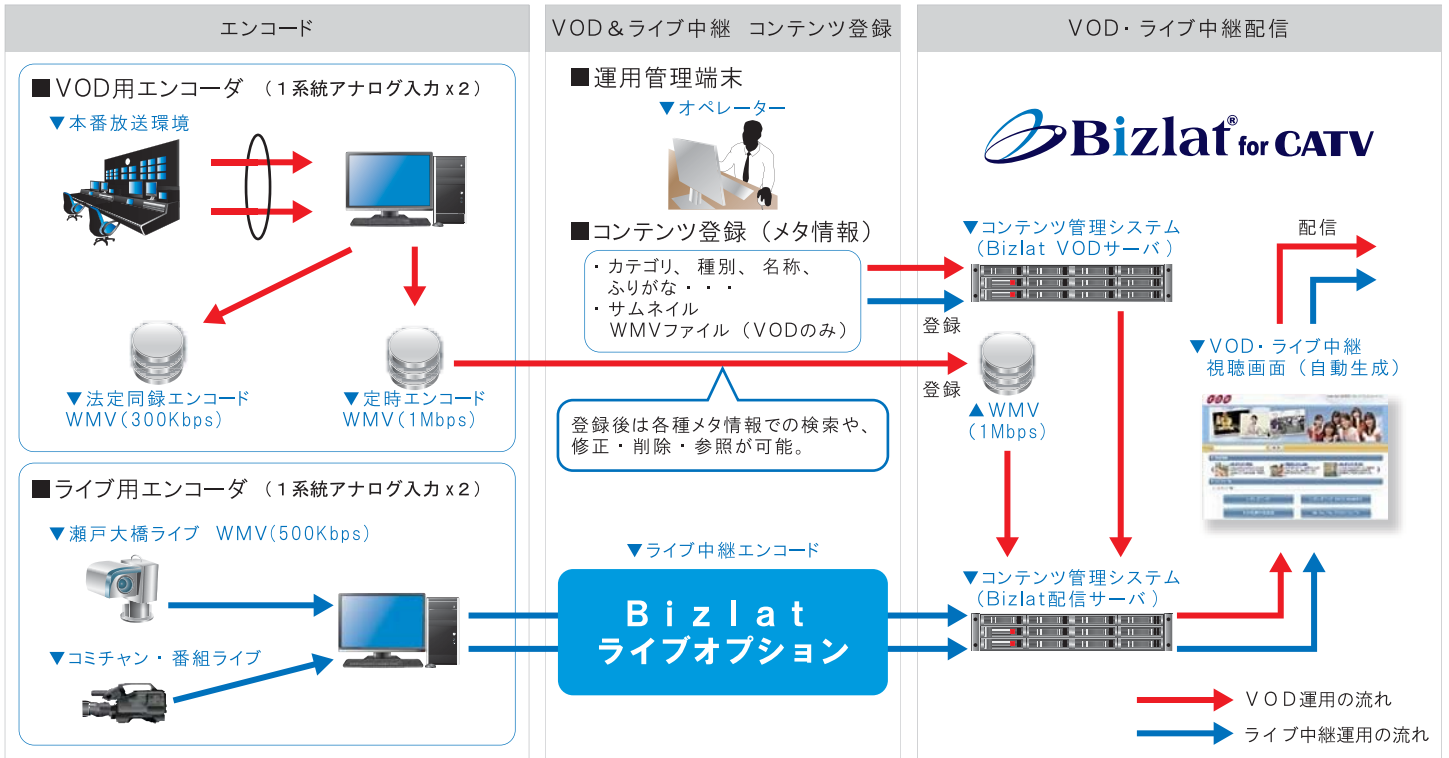 エンコード
■VOD用エンコーダ （１系統アナログ入力ｘ２）
▼本番放送環境
▼法定同録エンコード
WMV(300Kbps)
▼定時エンコード
WMV(1Mbps)
■ライブ用エンコーダ （１系統アナログ入力ｘ２）
▼瀬戸大橋ライブ WMV(500Kbps)
▼コミチャン・番組ライブ
VOD＆ライブ中継 コンテンツ登録
■運用管理端末
▼オペレーター
■コンテンツ登録（メタ情報）
・カテゴリ、種別、名称、
ふりがな・・・
・サムネイル
WMVファイル（VODのみ）
登録後は各種メタ情報での検索や、
修正・削除・参照が可能。
▼ライブ中継エンコード
Bizlat
ライブオプション
VOD・ライブ中継配信
Bizlat® for CATV
▼コンテンツ管理システム
（Bizlat VODサーバ）
登録
登録
▲WMV
(1Mbps)
配信
▼VOD・ライブ中継
視聴画面（自動生成）
▼コンテンツ管理システム
（Bizlat配信サーバ）
VOD運用の流れ
ライブ中継運用の流れ